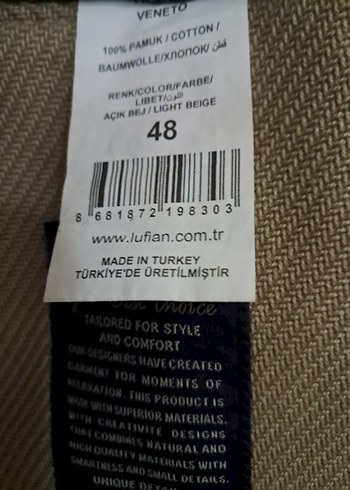 VENETO
100% PAMUK / COTTON /
BAUMWOLLE/ХЛОПОК/ قطن
RENK/COLOR/FARBE/
ЦВЕТ/اللون
AÇIK BEJ / LIGHT BEIGE
48
8 681872 198303
www.lufian.com.tr
MADE IN TURKEY
TÜRKİYE'DE ÜRETİLMİŞTİR
choice
TAILORED FOR STYLE
AND COMFORT
OUR DESIGNERS HAVE CREATED
GARMENT FOR MOMENTS OF
RELAXATION. THIS PRODUCT IS
MADE WITH SUPERIOR MATERIALS,
WITH CREATIVITE DESIGNS
THAT COMBINES NATURAL AND
HIGH QUALITY MATERIALS WITH
SMARTNESS AND SMALL DETAILS.
UNIQUE